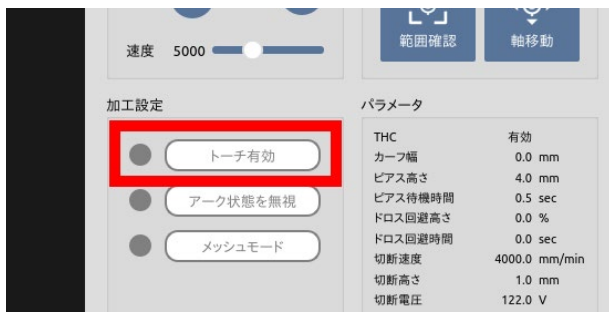 範囲確認
軸移動
速度 5000
加工設定
トーチ有効
アーク状態を無視
メッシュモード
パラメータ
THC 有効
カーフ幅 0.0 mm
ピアス高さ 4.0 mm
ピアス待機時間 0.5 sec
ドロス回避高さ 0.0 %
ドロス回避時間 0.0 sec
切断速度 4000.0 mm/min
切断高さ 1.0 mm
切断電圧 122.0 V